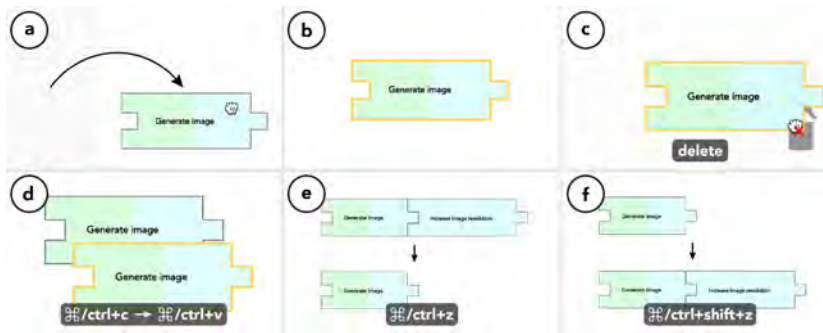 a
Generate image
b
Generate image
c
Generate image
delete
d
Generate image
Generate image
⌘/ctrl+c → ⌘/ctrl+v
e
Generate image
Increase image resolution
Generate image
⌘/ctrl+z
f
Generate image
Generate image
Increase image resolution
⌘/ctrl+shift+z